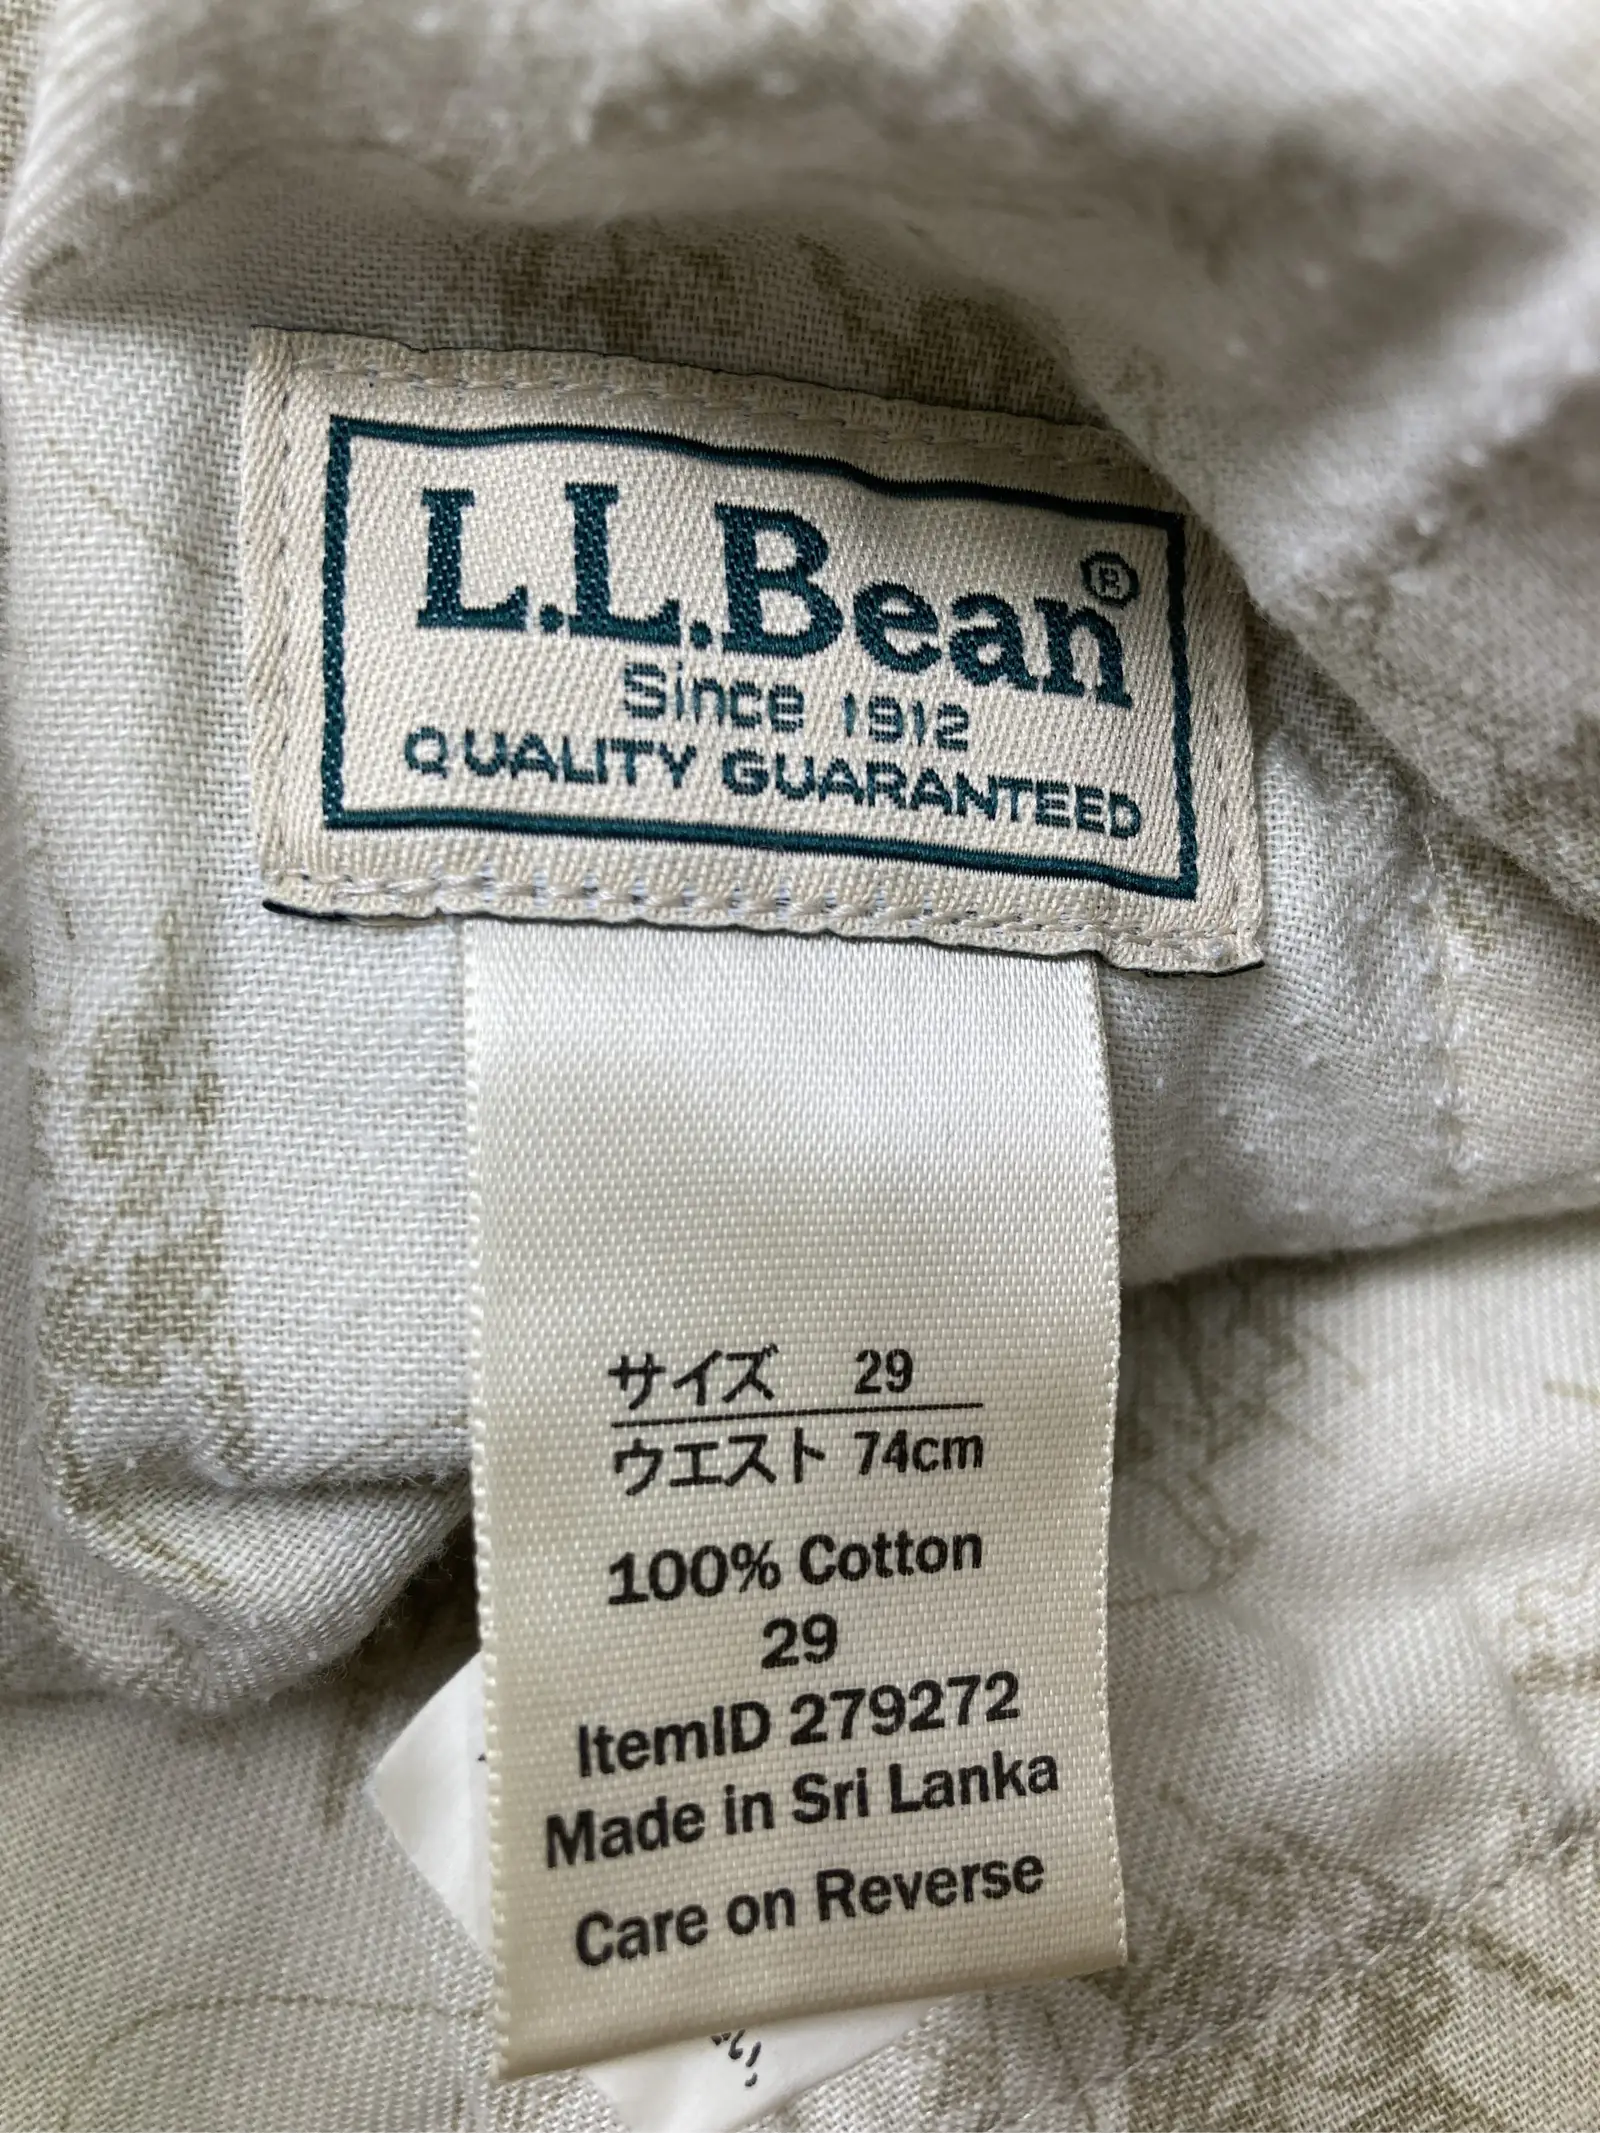 L.L.Bean®
Since 1912
QUALITY GUARANTEED
サイズ 29
ウエスト 74cm
100% Cotton
29
ItemID 279272
Made in Sri Lanka
Care on Reverse